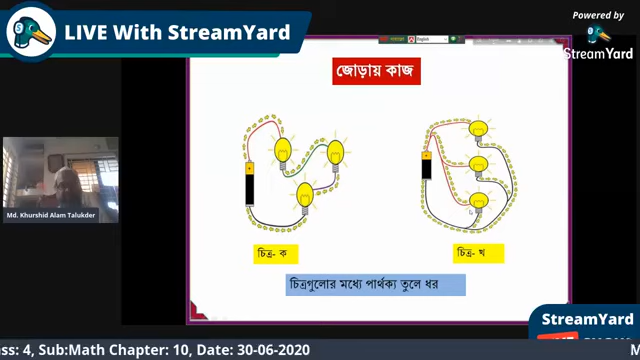 LIVE With StreamYard
Powered by
StreamYard
English
জোড়ায় কাজ
Md. Khurshid Alam Talukder
চিত্র- ক
চিত্র- খ
চিত্রগুলোর মধ্যে পার্থক্য তুলে ধর
StreamYard
ss: 4, Sub:Math Chapter: 10, Date: 30-06-2020
M